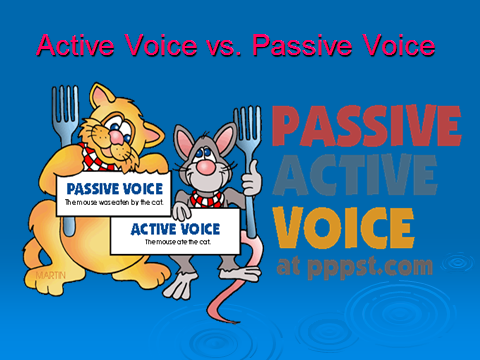 Active Voice vs. Passive Voice
PASSIVE VOICE
The mouse was eaten by the cat.
ACTIVE VOICE
The mouse ate the cat.
MARTIN
PASSIVE
ACTIVE
VOICE
at pppst.com